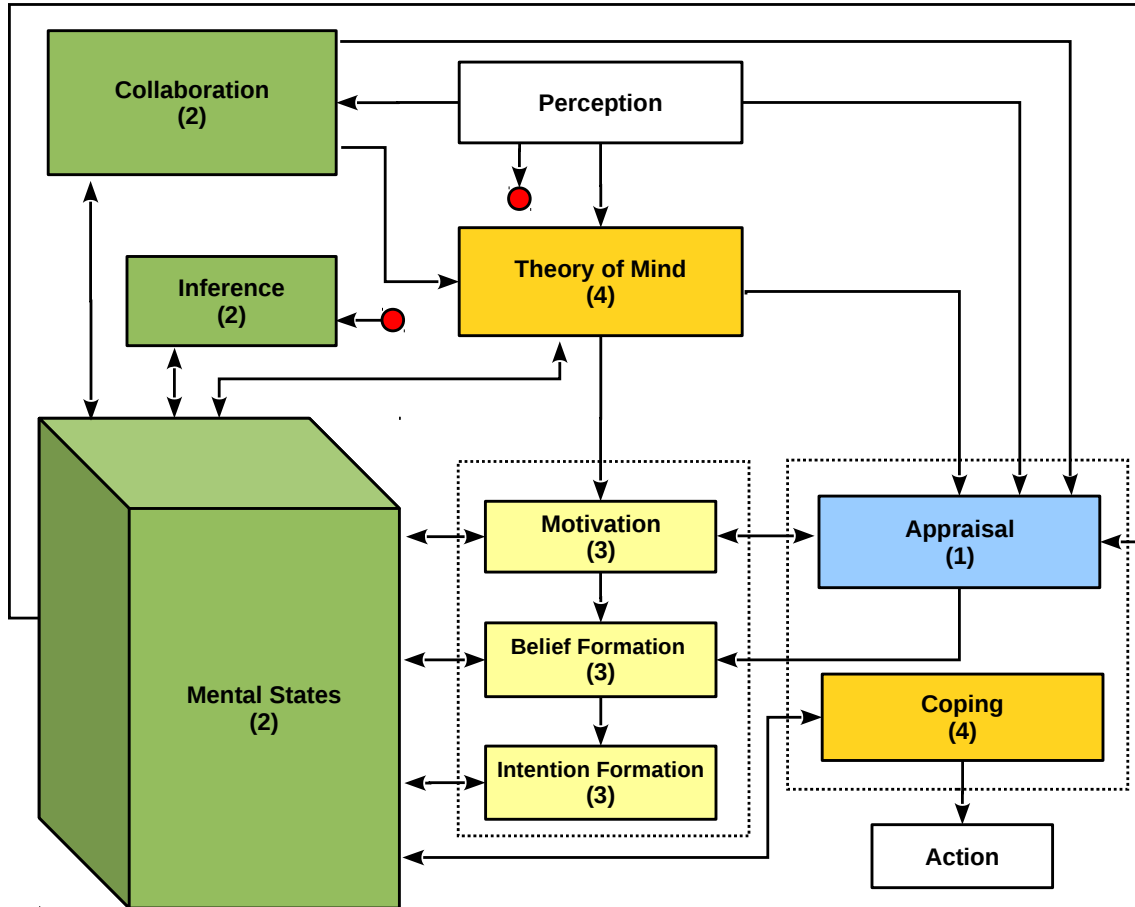 Collaboration
(2)
Perception
Theory of Mind
(4)
Inference
(2)
Motivation
(3)
Appraisal
(1)
Belief Formation
(3)
Mental States
(2)
Coping
(4)
Intention Formation
(3)
Action